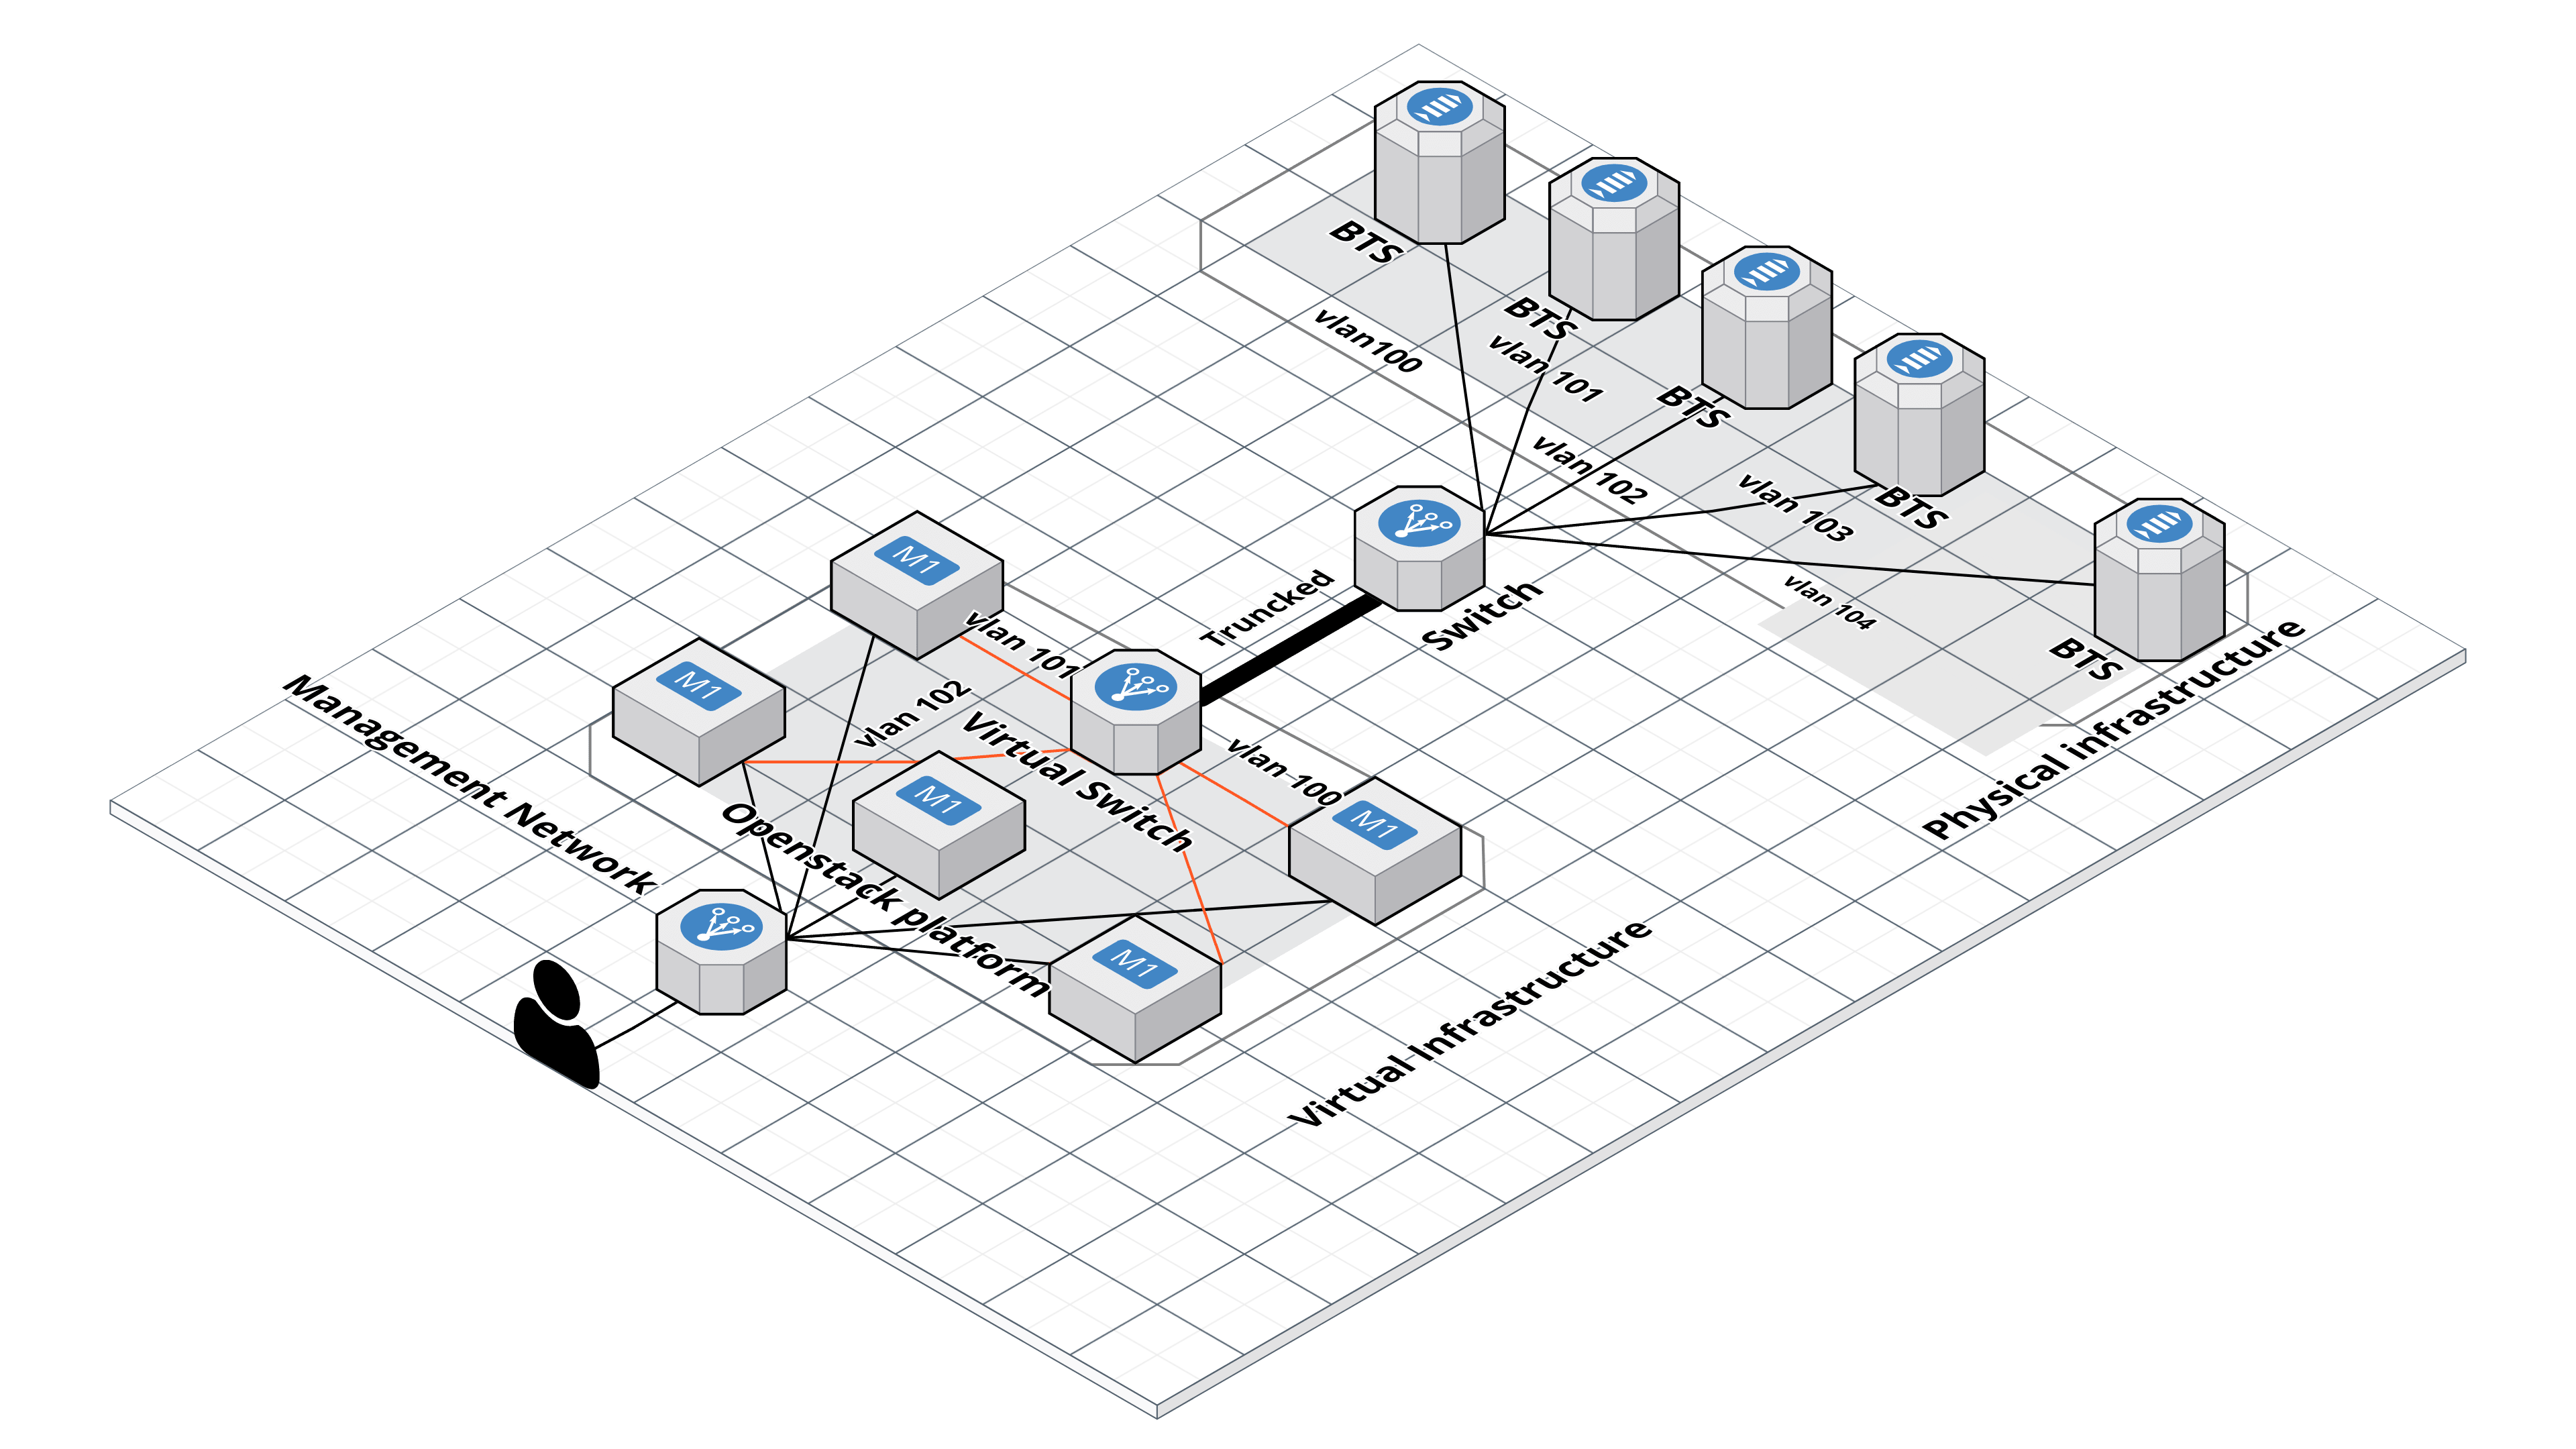 BTS
BTS
BTS
BTS
BTS
vlan100
vlan 101
vlan 102
vlan 103
vlan 104
Physical infrastructure
Switch
Truncked
M1
M1
M1
M1
M1
vlan 101
vlan 102
vlan 100
Virtual Switch
Management Network
Openstack platform
Virtual Infrastructure